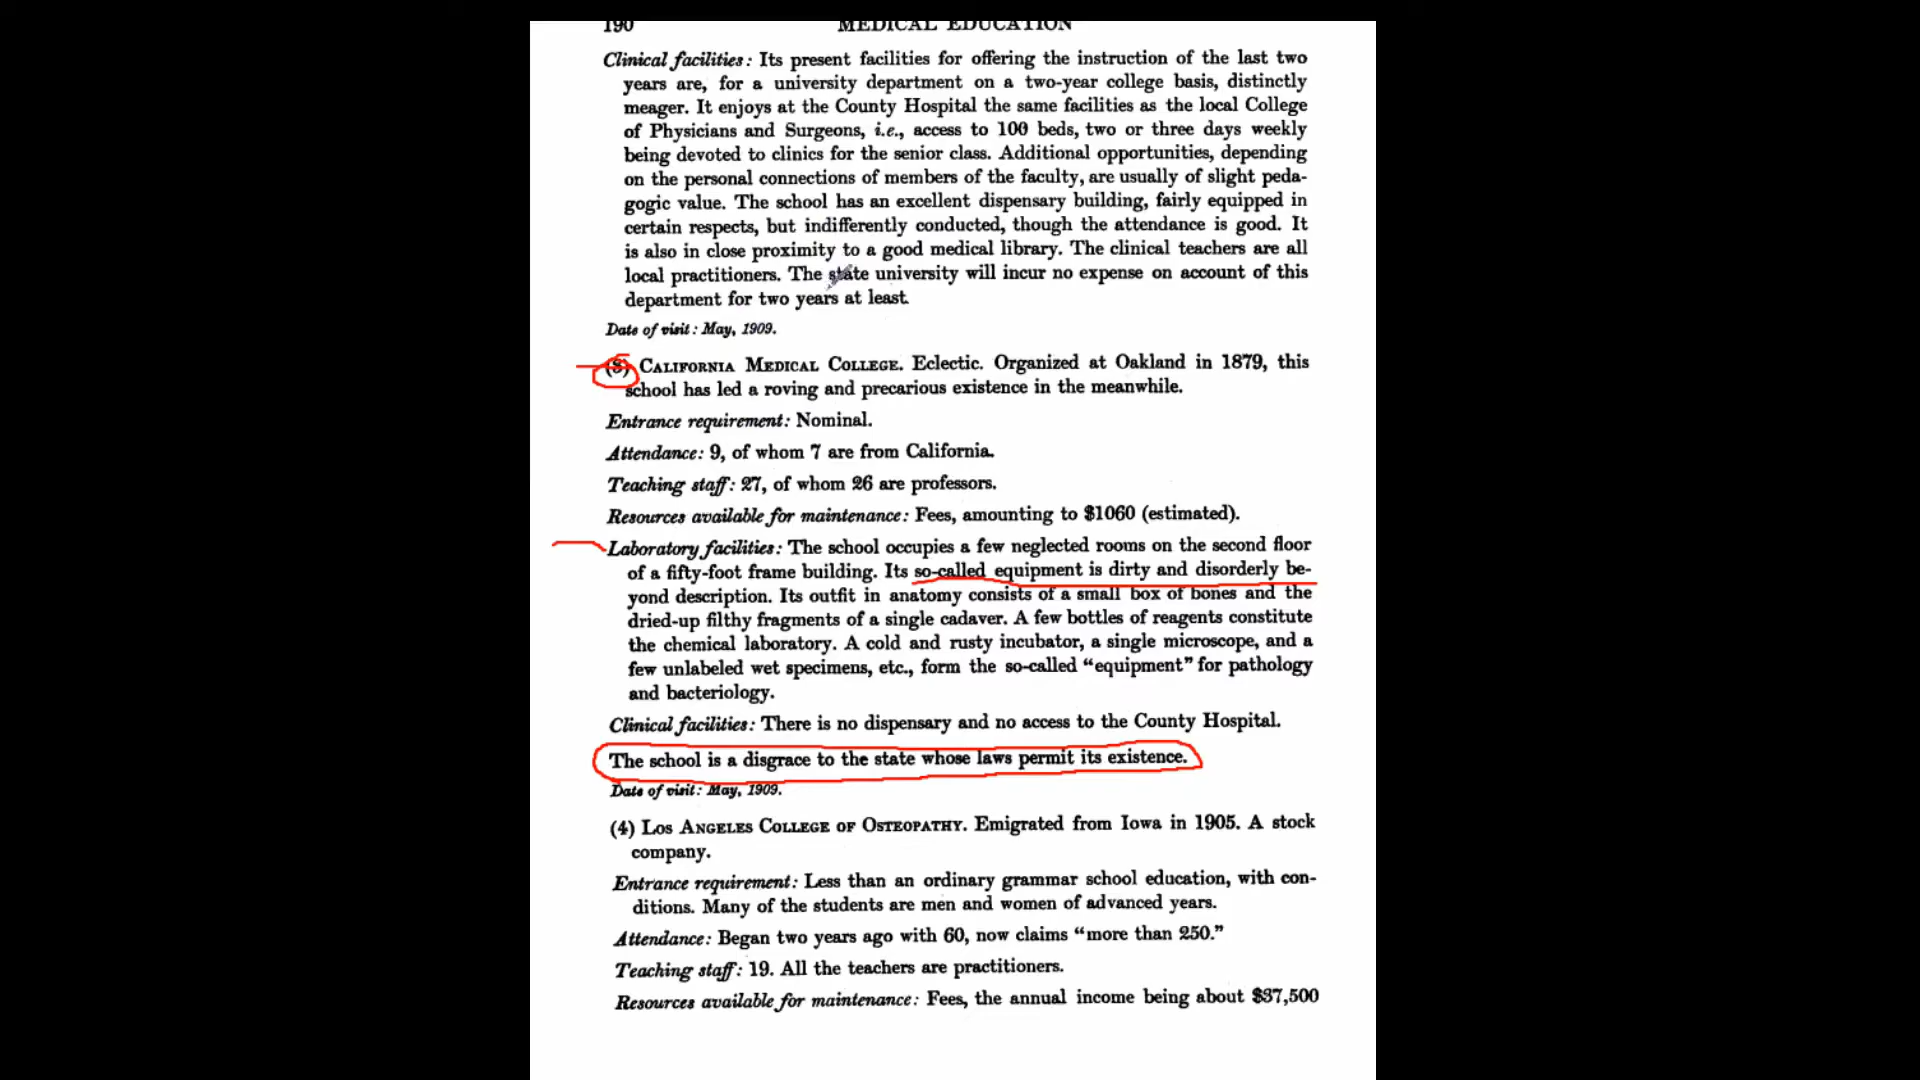 190 MEDICAL EDUCATION
Clinical facilities: Its present facilities for offering the instruction of the last two
years are, for a university department on a two-year college basis, distinctly
meager. It enjoys at the County Hospital the same facilities as the local College
of Physicians and Surgeons, i.e., access to 100 beds, two or three days weekly
being devoted to clinics for the senior class. Additional opportunities, depending
on the personal connections of members of the faculty, are usually of slight peda-
gogic value. The school has an excellent dispensary building, fairly equipped in
certain respects, but indifferently conducted, though the attendance is good. It
is also in close proximity to a good medical library. The clinical teachers are all
local practitioners. The state university will incur no expense on account of this
department for two years at least.
Date of visit: May, 1909.
(3) CALIFORNIA MEDICAL COLLEGE. Eclectic. Organized at Oakland in 1879, this
school has led a roving and precarious existence in the meanwhile.
Entrance requirement: Nominal.
Attendance: 9, of whom 7 are from California.
Teaching staff: 27, of whom 26 are professors.
Resources available for maintenance: Fees, amounting to $1060 (estimated).
Laboratory facilities: The school occupies a few neglected rooms on the second floor
of a fifty-foot frame building. Its so-called equipment is dirty and disorderly be-
yond description. Its outfit in anatomy consists of a small box of bones and the
dried-up filthy fragments of a single cadaver. A few bottles of reagents constitute
the chemical laboratory. A cold and rusty incubator, a single microscope, and a
few unlabeled wet specimens, etc., form the so-called “equipment” for pathology
and bacteriology.
Clinical facilities: There is no dispensary and no access to the County Hospital.
The school is a disgrace to the state whose laws permit its existence.
Date of visit: May, 1909.
(4) LOS ANGELES COLLEGE OF OSTEOPATHY. Emigrated from Iowa in 1905. A stock
company.
Entrance requirement: Less than an ordinary grammar school education, with con-
ditions. Many of the students are men and women of advanced years.
Attendance: Began two years ago with 60, now claims “more than 250.”
Teaching staff: 19. All the teachers are practitioners.
Resources available for maintenance: Fees, the annual income being about $37,500